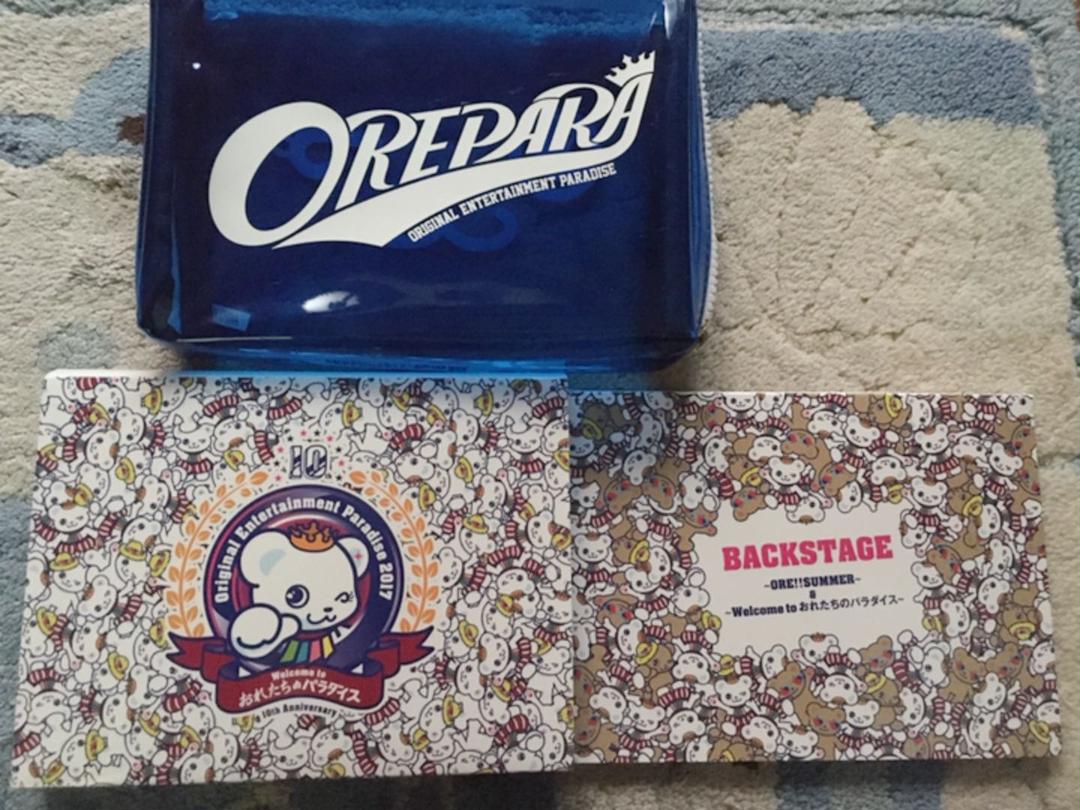 OREPARA
ORIGINAL ENTERTAINMENT PARADISE
10
Original Entertainment Paradise 2017
Welcome to
おれたちのパラダイス
10th Anniversary
BACKSTAGE
~ORE!!SUMMER~
&
~Welcome to おれたちのパラダイス~